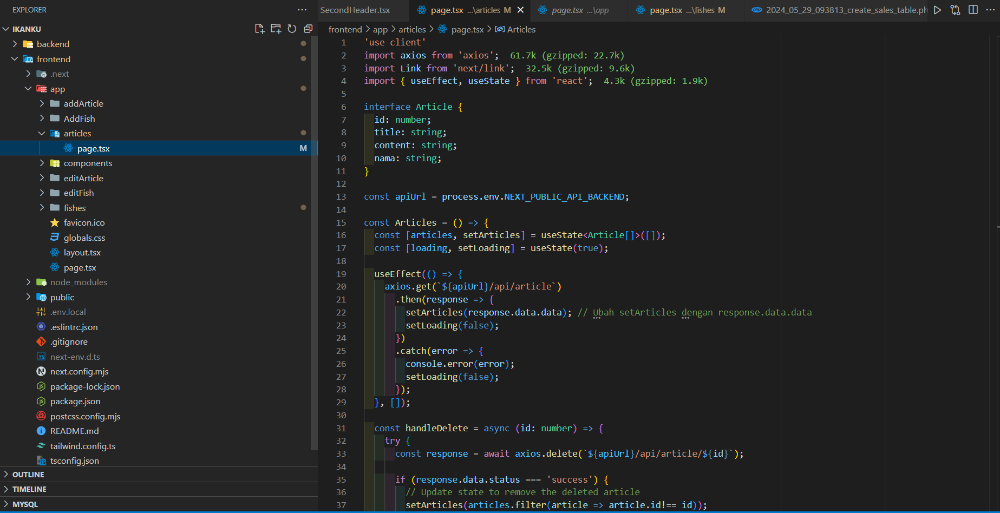 EXPLORER
SecondHeader.tsx
page.tsx ...\articles M
page.tsx ...\app
page.tsx ...\fishes M
2024_05_29_093813_create_sales_table.ph
IKANKU
backend
frontend
.next
app
addArticle
AddFish
articles
page.tsx M
components
editArticle
editFish
fishes
favicon.ico
globals.css
layout.tsx
page.tsx
node_modules
public
.env.local
.eslintrc.json
.gitignore
next-env.d.ts
next.config.mjs
package-lock.json
package.json
postcss.config.mjs
README.md
tailwind.config.ts
tsconfig.json
OUTLINE
TIMELINE
MYSQL
frontend > app > articles > page.tsx > Articles
1 'use client'
2 import axios from 'axios';  61.7k (gzipped: 22.7k)
3 import Link from 'next/link';  32.5k (gzipped: 9.6k)
4 import { useEffect, useState } from 'react';  4.3k (gzipped: 1.9k)
5
6 interface Article {
7   id: number;
8   title: string;
9   content: string;
10   nama: string;
11 }
12
13 const apiUrl = process.env.NEXT_PUBLIC_API_BACKEND;
14
15 const Articles = () => {
16   const [articles, setArticles] = useState<Article[]>([]);
17   const [loading, setLoading] = useState(true);
18
19   useEffect(() => {
20     axios.get(`${apiUrl}/api/article`)
21       .then(response => {
22         setArticles(response.data.data); // Ubah setArticles dengan response.data.data
23         setLoading(false);
24       })
25       .catch(error => {
26         console.error(error);
27         setLoading(false);
28       });
29   }, []);
30
31   const handleDelete = async (id: number) => {
32     try {
33       const response = await axios.delete(`${apiUrl}/api/article/${id}`);
34
35       if (response.data.status === 'success') {
36         // Update state to remove the deleted article
37         setArticles(articles.filter(article => article.id!== id));